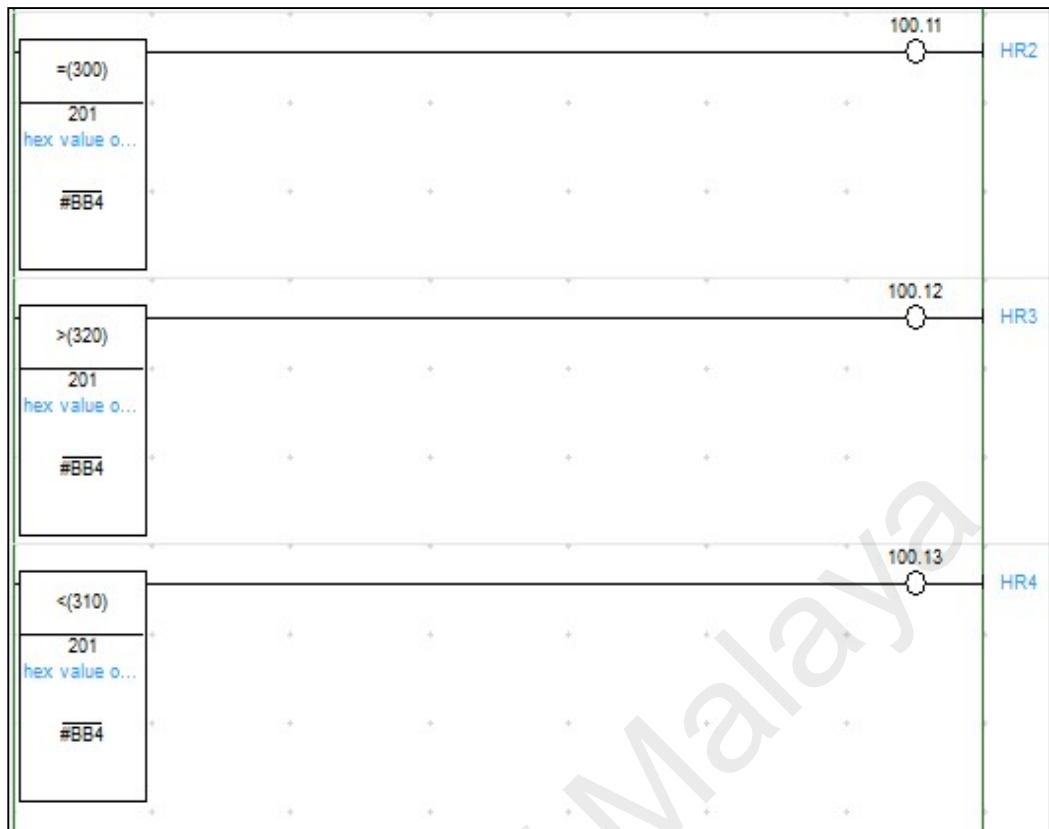 100.11
HR2
=(300)
201
hex value o...
#BB4
100.12
HR3
>(320)
201
hex value o...
#BB4
100.13
HR4
<(310)
201
hex value o...
#BB4
Malaya